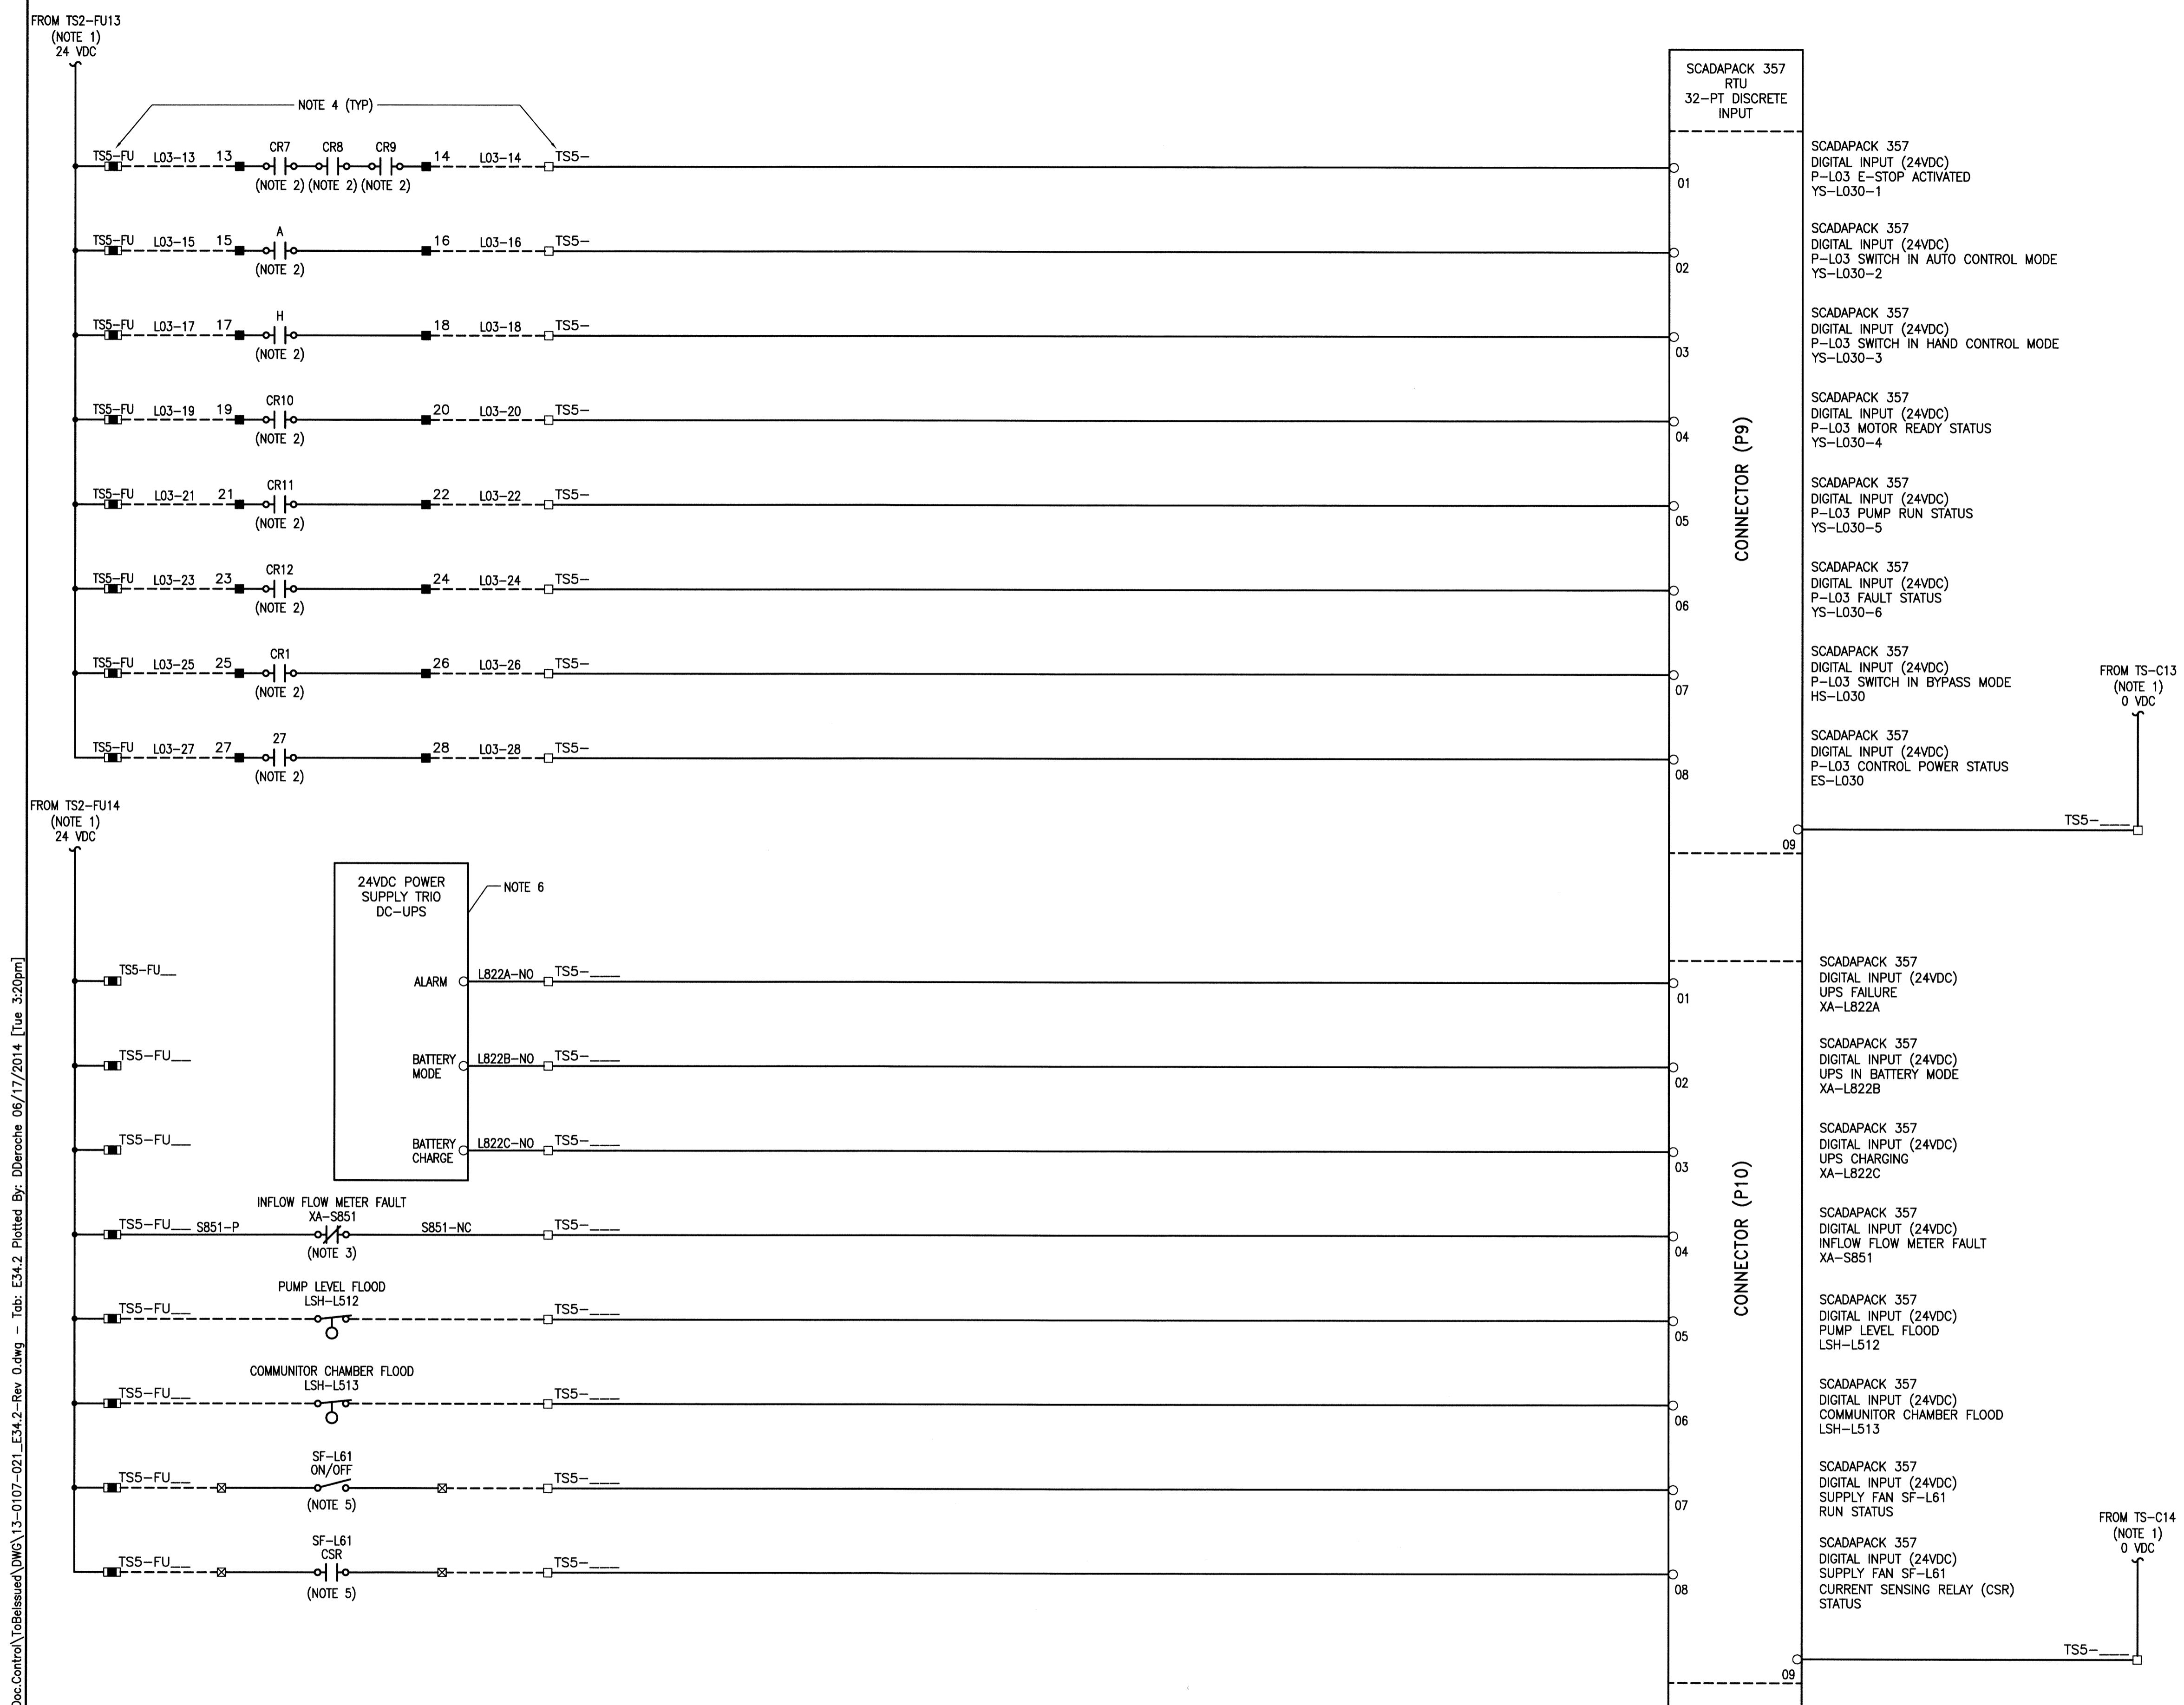 FROM TS2-FU13
(NOTE 1)
24 VDC
NOTE 4 (TYP)
SCADAPACK 357
RTU
32-PT DISCRETE
INPUT
TS5-FU L03-13 13 CR7 CR8 CR9 14 L03-14 TS5-
(NOTE 2) (NOTE 2) (NOTE 2)
01
SCADAPACK 357
DIGITAL INPUT (24VDC)
P-L03 E-STOP ACTIVATED
YS-L030-1
TS5-FU L03-15 15 A 16 L03-16 TS5-
(NOTE 2)
02
SCADAPACK 357
DIGITAL INPUT (24VDC)
P-L03 SWITCH IN AUTO CONTROL MODE
YS-L030-2
TS5-FU L03-17 17 H 18 L03-18 TS5-
(NOTE 2)
03
SCADAPACK 357
DIGITAL INPUT (24VDC)
P-L03 SWITCH IN HAND CONTROL MODE
YS-L030-3
TS5-FU L03-19 19 CR10 20 L03-20 TS5-
(NOTE 2)
04
SCADAPACK 357
DIGITAL INPUT (24VDC)
P-L03 MOTOR READY STATUS
YS-L030-4
CONNECTOR (P9)
TS5-FU L03-21 21 CR11 22 L03-22 TS5-
(NOTE 2)
05
SCADAPACK 357
DIGITAL INPUT (24VDC)
P-L03 PUMP RUN STATUS
YS-L030-5
TS5-FU L03-23 23 CR12 24 L03-24 TS5-
(NOTE 2)
06
SCADAPACK 357
DIGITAL INPUT (24VDC)
P-L03 FAULT STATUS
YS-L030-6
TS5-FU L03-25 25 CR1 26 L03-26 TS5-
(NOTE 2)
07
SCADAPACK 357
DIGITAL INPUT (24VDC)
P-L03 SWITCH IN BYPASS MODE
HS-L030
FROM TS-C13
(NOTE 1)
0 VDC
TS5-FU L03-27 27 27 28 L03-28 TS5-
(NOTE 2)
08
SCADAPACK 357
DIGITAL INPUT (24VDC)
P-L03 CONTROL POWER STATUS
ES-L030
09
TS5-___
FROM TS2-FU14
(NOTE 1)
24 VDC
24VDC POWER
SUPPLY TRIO
DC-UPS
NOTE 6
TS5-FU__ ALARM L822A-NO TS5-___
01
SCADAPACK 357
DIGITAL INPUT (24VDC)
UPS FAILURE
XA-L822A
TS5-FU__ BATTERY L822B-NO TS5-___
MODE
02
SCADAPACK 357
DIGITAL INPUT (24VDC)
UPS IN BATTERY MODE
XA-L822B
TS5-FU__ BATTERY L822C-NO TS5-___
CHARGE
03
SCADAPACK 357
DIGITAL INPUT (24VDC)
UPS CHARGING
XA-L822C
CONNECTOR (P10)
INFLOW FLOW METER FAULT
XA-S851
TS5-FU__ S851-P S851-NC TS5-___
(NOTE 3)
04
SCADAPACK 357
DIGITAL INPUT (24VDC)
INFLOW FLOW METER FAULT
XA-S851
PUMP LEVEL FLOOD
LSH-L512
TS5-FU__ TS5-___
05
SCADAPACK 357
DIGITAL INPUT (24VDC)
PUMP LEVEL FLOOD
LSH-L512
COMMUNITOR CHAMBER FLOOD
LSH-L513
TS5-FU__ TS5-___
06
SCADAPACK 357
DIGITAL INPUT (24VDC)
COMMUNITOR CHAMBER FLOOD
LSH-L513
SF-L61
ON/OFF
TS5-FU__ TS5-___
(NOTE 5)
07
SCADAPACK 357
DIGITAL INPUT (24VDC)
SUPPLY FAN SF-L61
RUN STATUS
SF-L61
CSR
TS5-FU__ TS5-___
(NOTE 5)
08
SCADAPACK 357
DIGITAL INPUT (24VDC)
SUPPLY FAN SF-L61
CURRENT SENSING RELAY (CSR)
STATUS
FROM TS-C14
(NOTE 1)
0 VDC
09
TS5-___
Doc.Control\ToBeIssued\DWG\13-0107-021_E34.2-Rev 0.dwg - Tab: E34.2 Plotted By: DDeroche 06/17/2014 [Tue 3:20pm]